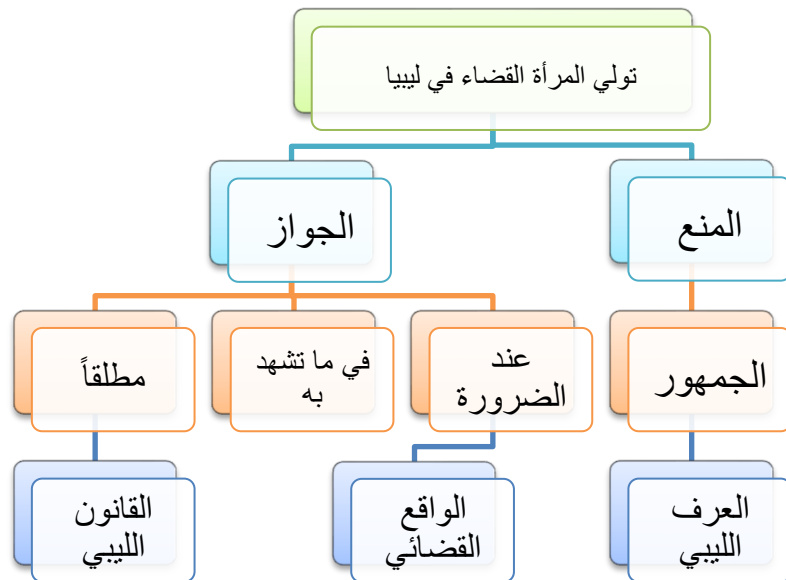 تولي المرأة القضاء في ليبيا
المنع
الجواز
الجمهور
عند
الضرورة
في ما تشهد
به
مطلقاً
العرف
الليبي
الواقع
القضائي
القانون
الليبي